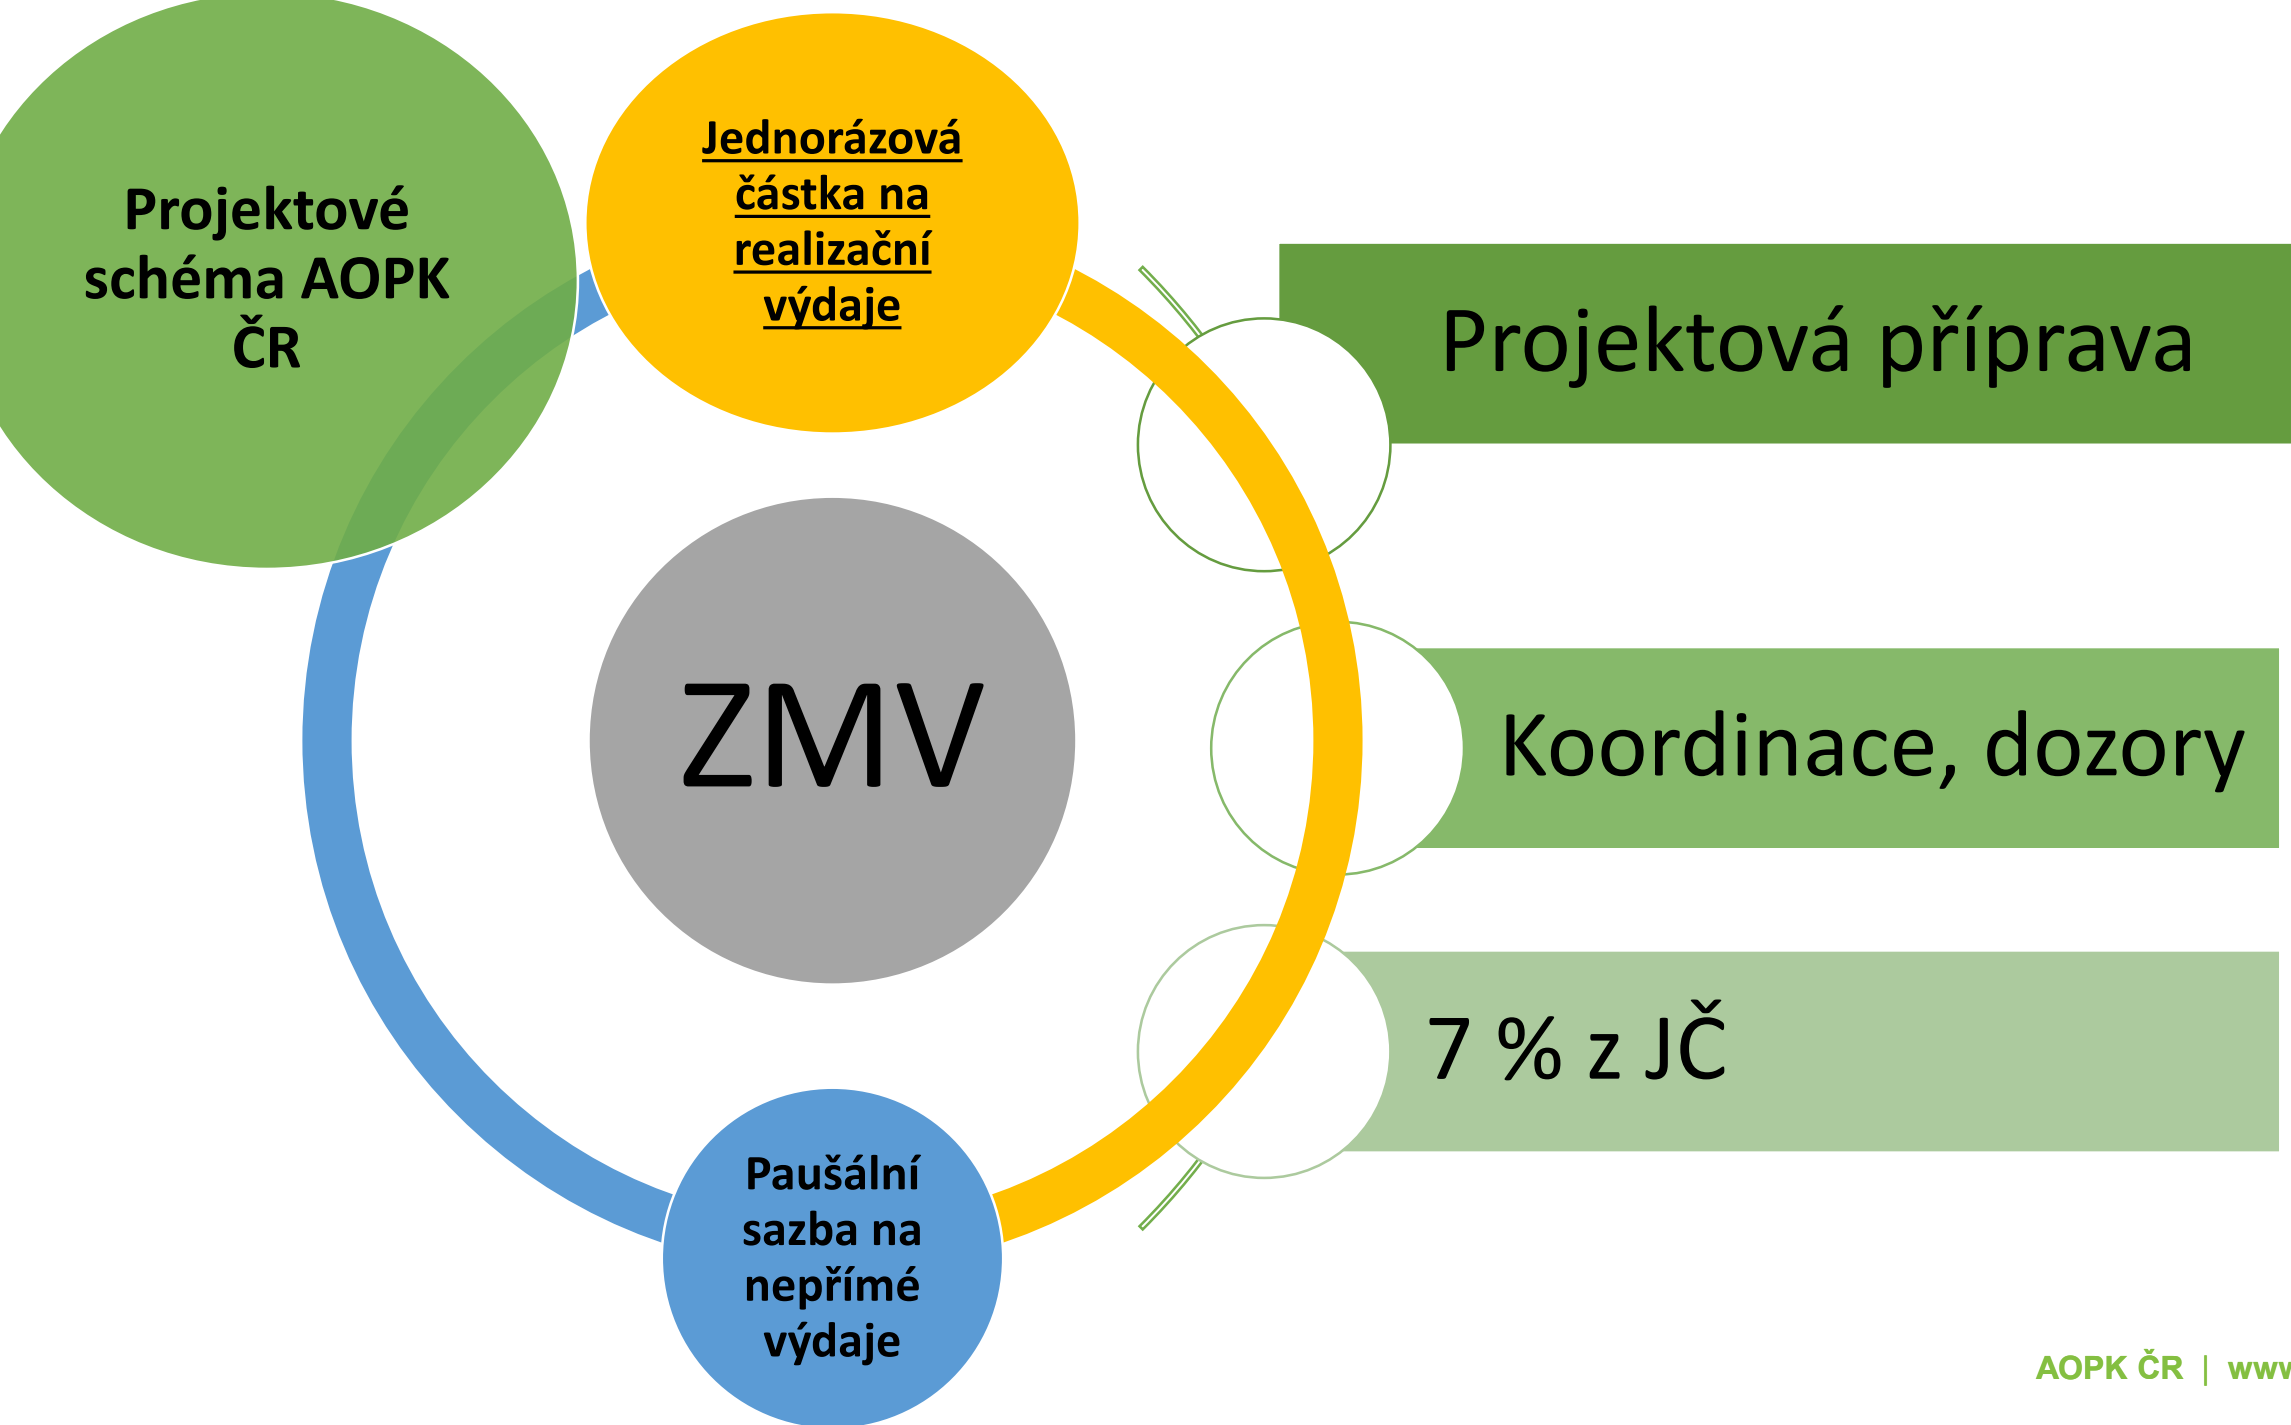 Projektové
schéma AOPK
ČR
Jednorázová
částka na
realizační
výdaje
ZMV
Paušální
sazba na
nepřímé
výdaje
Projektová příprava
Koordinace, dozory
7 % z JČ
AOPK ČR | www